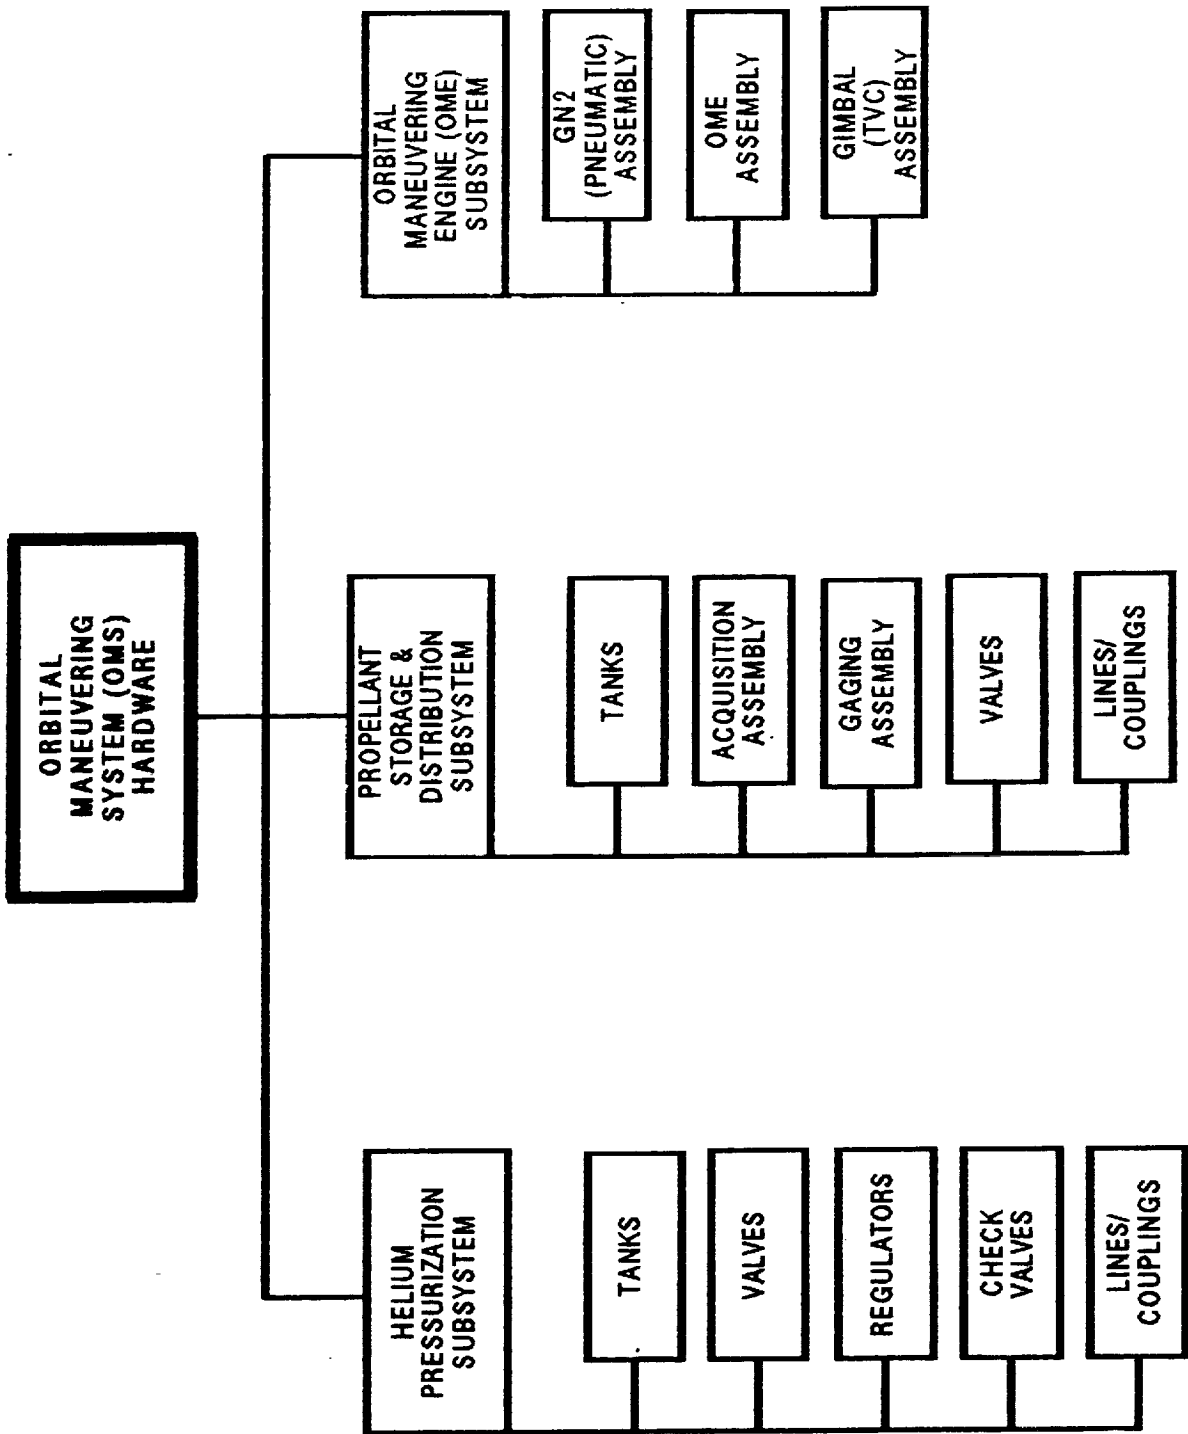 ORBITAL
MANEUVERING
SYSTEM (OMS)
HARDWARE
HELIUM
PRESSURIZATION
SUBSYSTEM
TANKS
VALVES
REGULATORS
CHECK
VALVES
LINES/
COUPLINGS
PROPELLANT
STORAGE &
DISTRIBUTION
SUBSYSTEM
TANKS
ACQUISITION
ASSEMBLY
GAGING
ASSEMBLY
VALVES
LINES/
COUPLINGS
ORBITAL
MANEUVERING
ENGINE (OME)
SUBSYSTEM
GN2
(PNEUMATIC)
ASSEMBLY
OME
ASSEMBLY
GIMBAL
(TVC)
ASSEMBLY